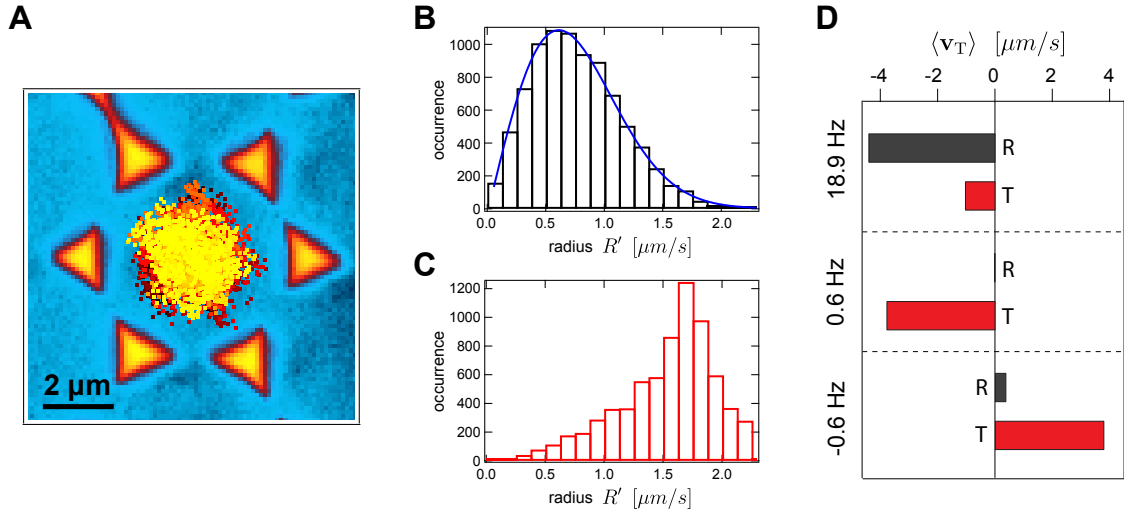 A
2 µm
B
1000
800
600
400
200
0
occurrence
0.0
0.5
1.0
1.5
2.0
radius R′ [µm/s]
C
1200
1000
800
600
400
200
0
occurrence
0.0
0.5
1.0
1.5
2.0
radius R′ [µm/s]
D
⟨v_T⟩ [µm/s]
-4
-2
0
2
4
18.9 Hz
R
T
0.6 Hz
R
T
-0.6 Hz
R
T